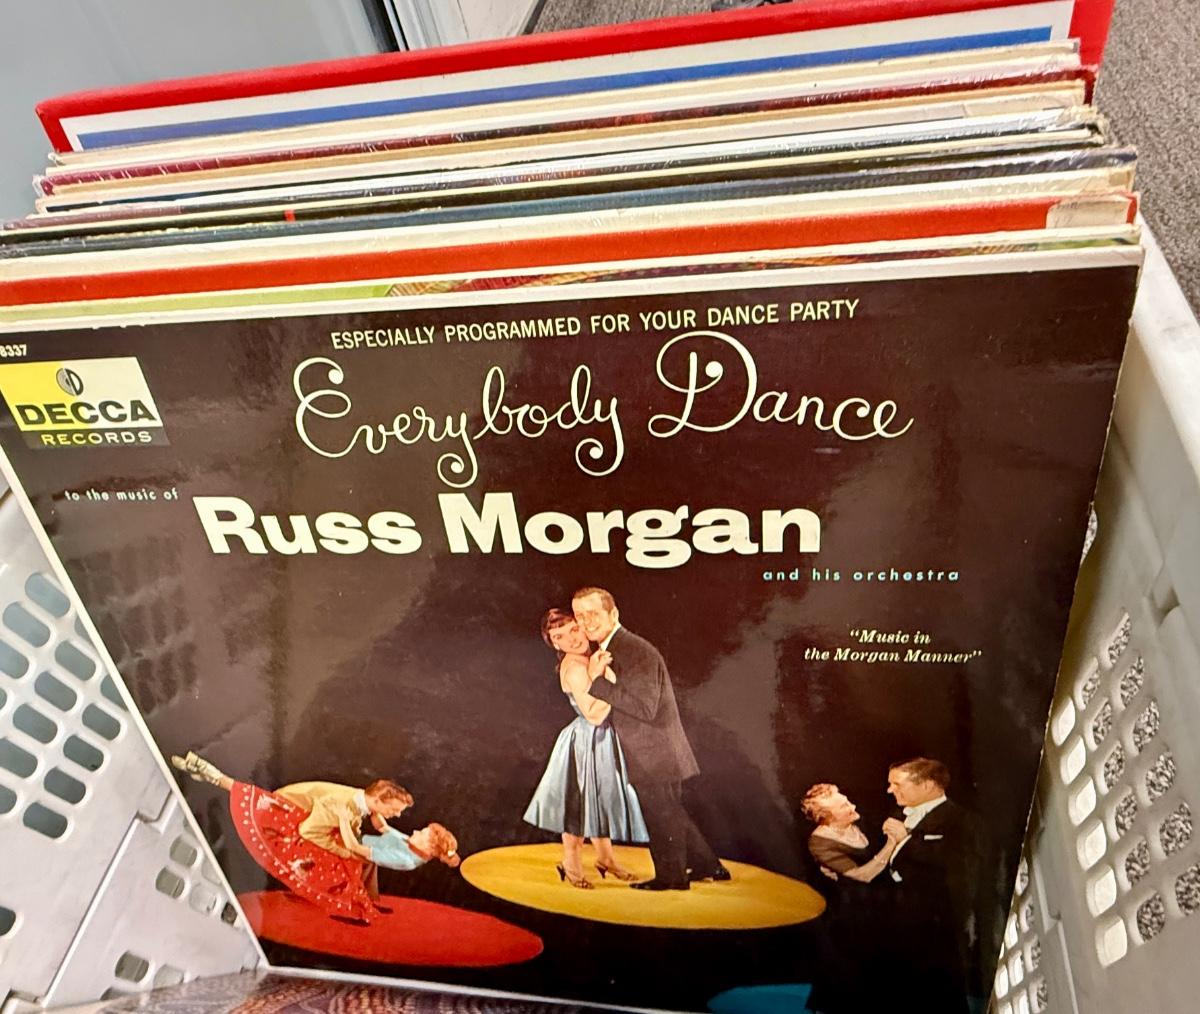 ESPECIALLY PROGRAMMED FOR YOUR DANCE PARTY
8337
DECCA
RECORDS
Everybody Dance
to the music of
Russ Morgan
and his orchestra
"Music in
the Morgan Manner"